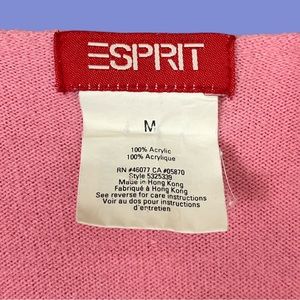 ESPRIT
M
100% Acrylic
100% Acrylique
RN #46077 CA #05870
Style 5325339
Made in Hong Kong
Fabriqué à Hong Kong
See reverse for care instructions
Voir au dos pour instructions
d'entretien